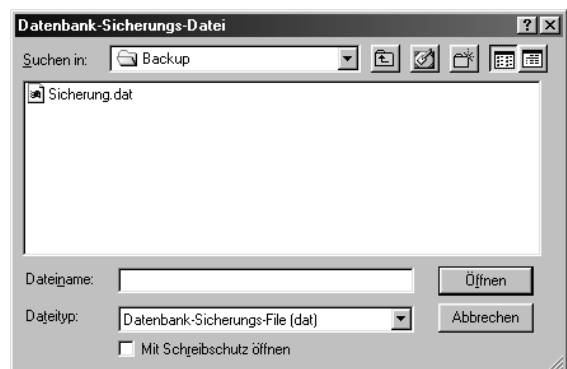 Datenbank-Sicherungs-Datei
Suchen in: Backup
Sicherung.dat
Dateiname:
Öffnen
Dateityp: Datenbank-Sicherungs-File (dat)
Abbrechen
Mit Schreibschutz öffnen